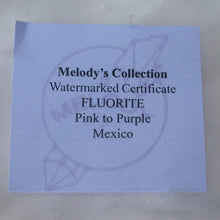 Melody's Collection
Watermarked Certificate
FLUORITE
Pink to Purple
Mexico